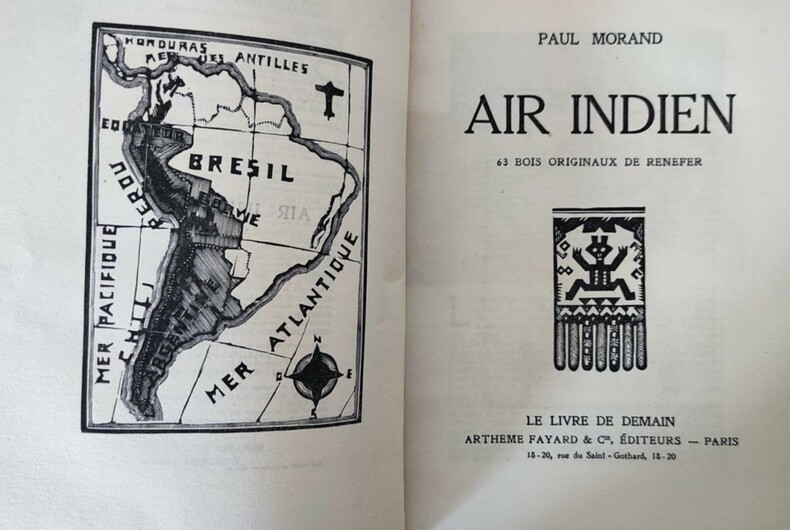 HONDURAS
MER DES ANTILLES
EQUATEUR
BRESIL
PEROU
BOLIVIE
MER PACIFIQUE
CHILI
ARGENTINE
MER ATLANTIQUE
N
O E
S
PAUL MORAND
AIR INDIEN
63 BOIS ORIGINAUX DE RENEFER
LE LIVRE DE DEMAIN
ARTHEME FAYARD & Cie, ÉDITEURS — PARIS
18-20, rue du Saint-Gothard, 18-20